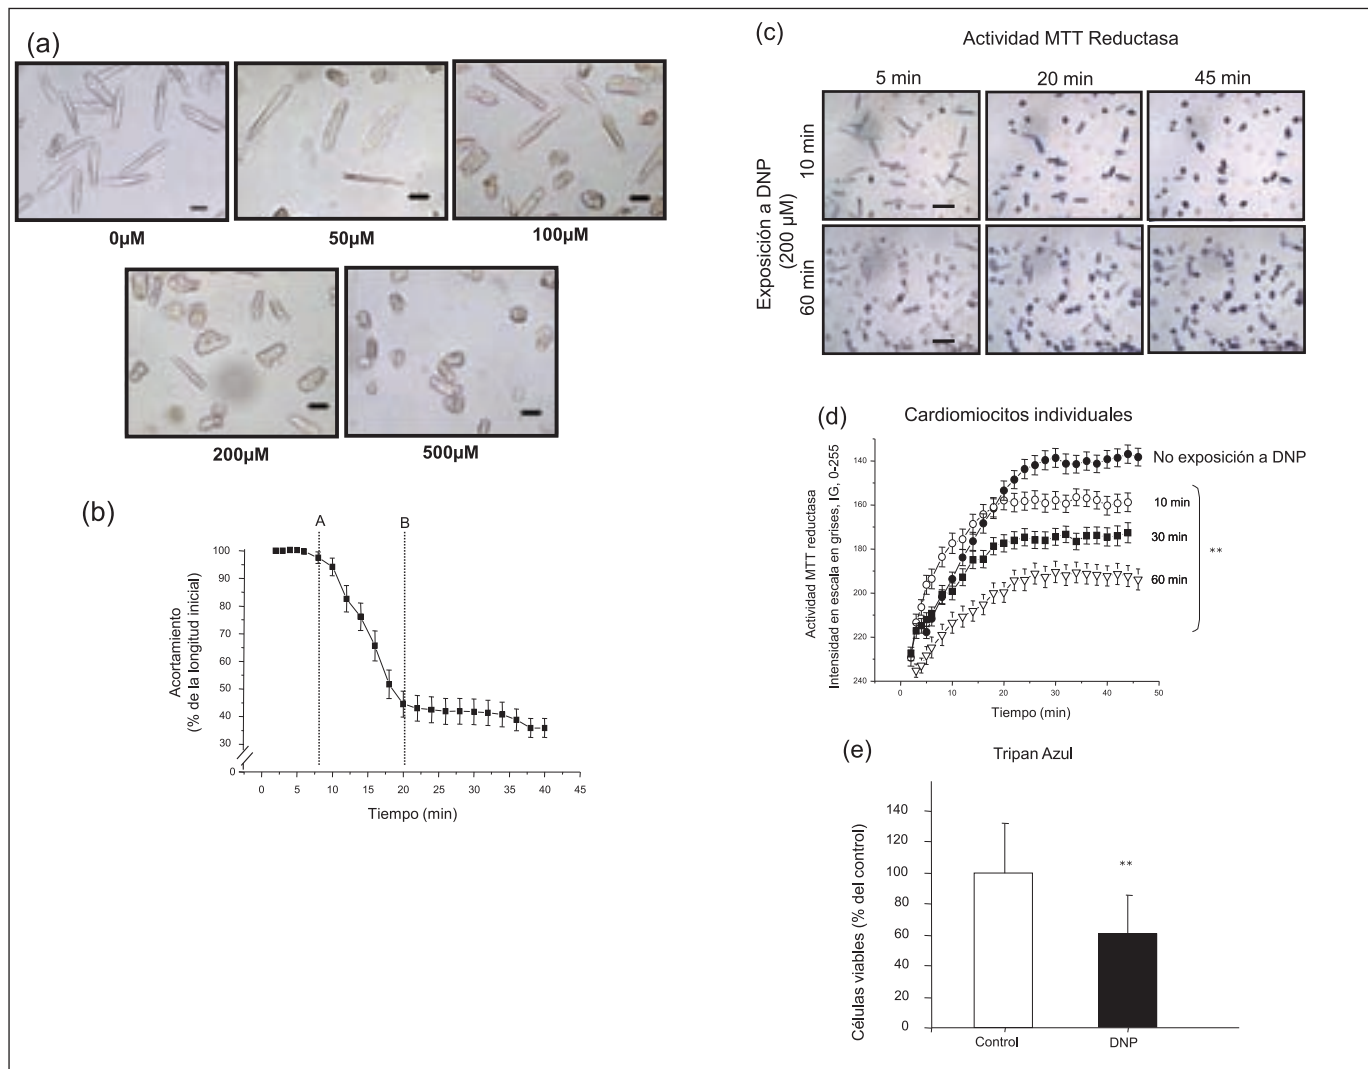 (a)
0µM
50µM
100µM
200µM
500µM
(b)
A
B
Acortamiento
(% de la longitud inicial)
100
90
80
70
60
50
40
30
0
0 5 10 15 20 25 30 35 40 45
Tiempo (min)
(c)
Actividad MTT Reductasa
5 min
20 min
45 min
Exposición a DNP
(200 µM)
10 min
60 min
(d)
Cardiomiocitos individuales
Actividad MTT reductasa
Intensidad en escala en grises, IG, 0-255
140
160
180
200
220
240
No exposición a DNP
10 min
30 min
60 min
**
0 10 20 30 40 50
Tiempo (min)
(e)
Tripan Azul
Células viables (% del control)
140
120
100
80
60
40
20
0
**
Control
DNP